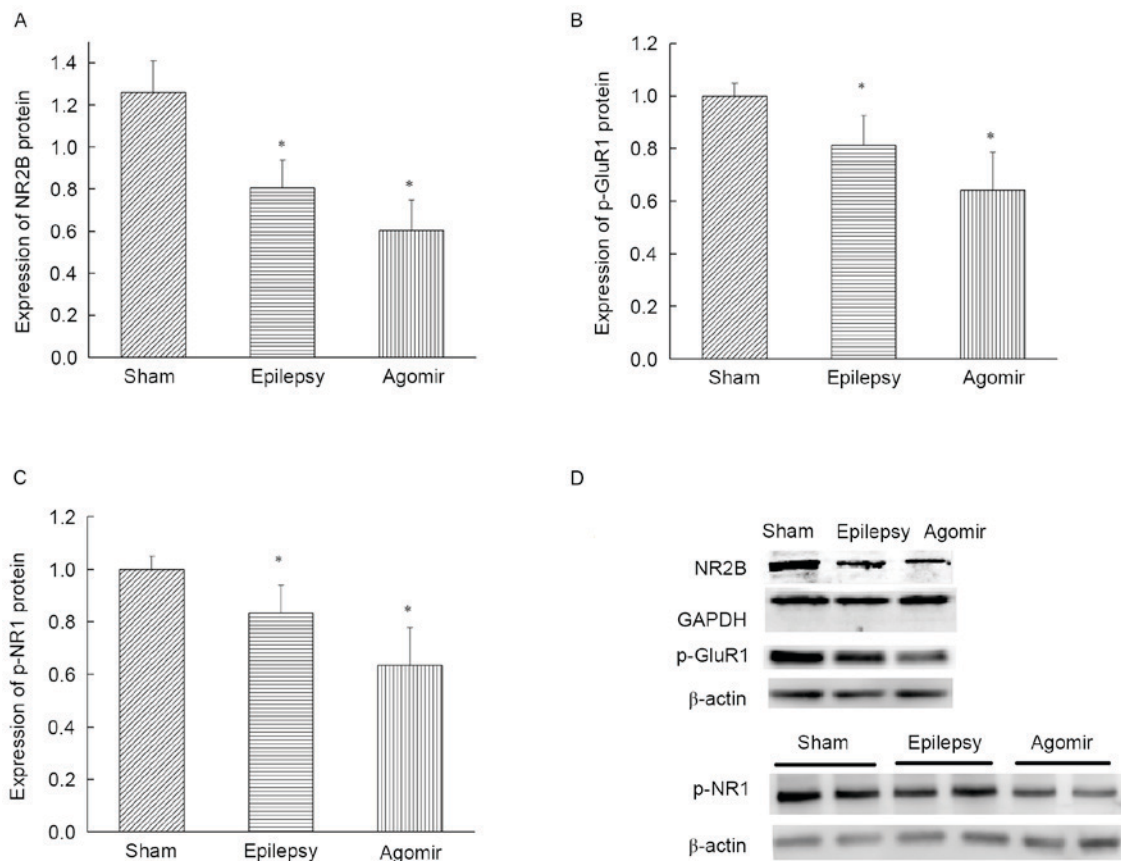 A
Expression of NR2B protein
1.4
1.2
1.0
0.8
0.6
0.4
0.2
0.0
*
*
Sham Epilepsy Agomir
B
Expression of p-GluR1 protein
1.0
0.8
0.6
0.4
0.2
0.0
*
*
Sham Epilepsy Agomir
C
Expression of p-NR1 protein
1.2
1.0
0.8
0.6
0.4
0.2
0.0
*
*
Sham Epilepsy Agomir
D
Sham Epilepsy Agomir
NR2B
GAPDH
p-GluR1
β-actin
Sham Epilepsy Agomir
p-NR1
β-actin